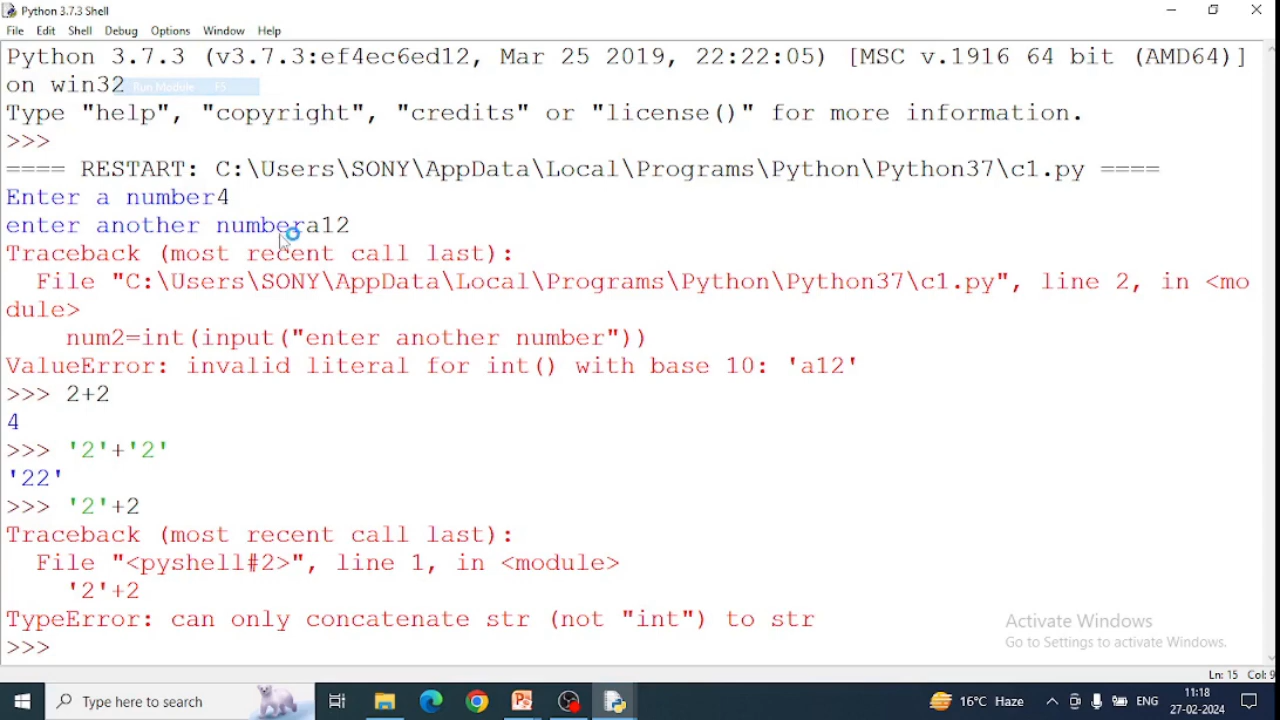 Python 3.7.3 Shell
File Edit Shell Debug Options Window Help
Python 3.7.3 (v3.7.3:ef4ec6ed12, Mar 25 2019, 22:22:05) [MSC v.1916 64 bit (AMD64)]
on win32
Run Module F5
Type "help", "copyright", "credits" or "license()" for more information.
>>>
==== RESTART: C:\Users\SONY\AppData\Local\Programs\Python\Python37\c1.py ====
Enter a number4
enter another numbera12
Traceback (most recent call last):
  File "C:\Users\SONY\AppData\Local\Programs\Python\Python37\c1.py", line 2, in <mo
dule>
    num2=int(input("enter another number"))
ValueError: invalid literal for int() with base 10: 'a12'
>>> 2+2
4
>>> '2'+'2'
'22'
>>> '2'+2
Traceback (most recent call last):
  File "<pyshell#2>", line 1, in <module>
    '2'+2
TypeError: can only concatenate str (not "int") to str
>>>
Activate Windows
Go to Settings to activate Windows.
Ln: 15 Col: 9
Type here to search
16°C Haze
ENG
11:18
27-02-2024